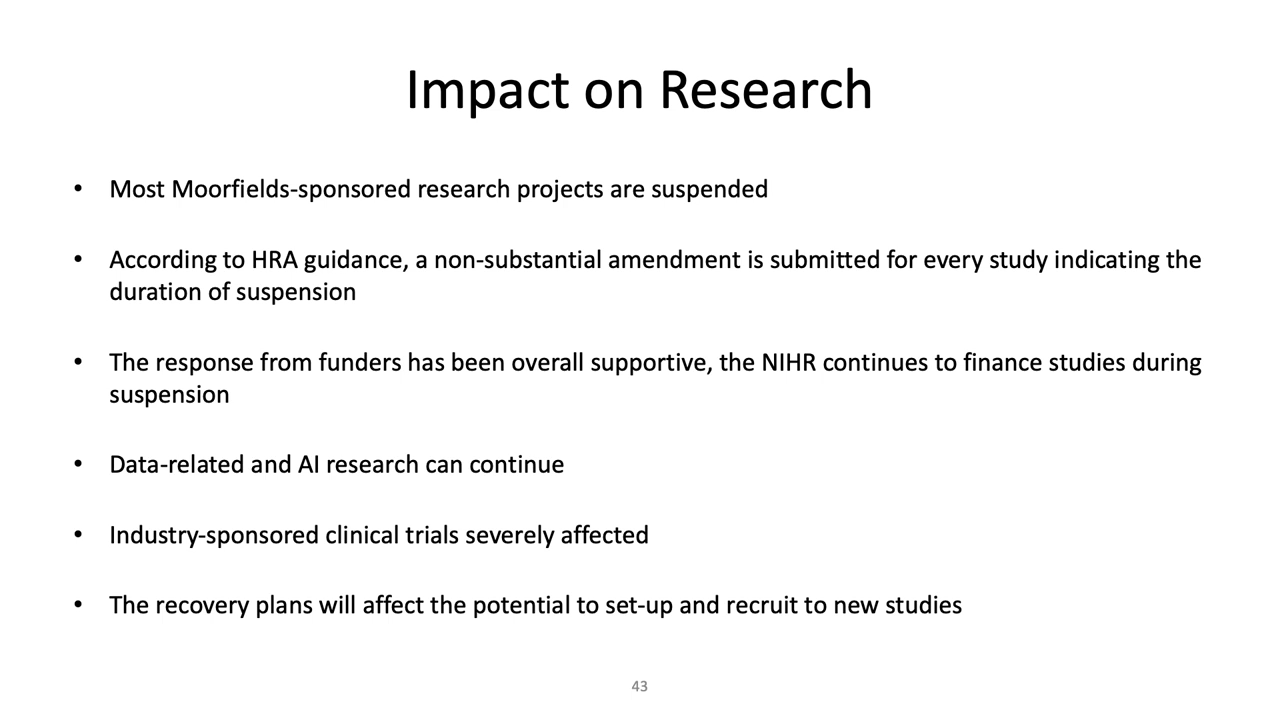 Impact on Research
• Most Moorfields-sponsored research projects are suspended
• According to HRA guidance, a non-substantial amendment is submitted for every study indicating the
duration of suspension
• The response from funders has been overall supportive, the NIHR continues to finance studies during
suspension
• Data-related and AI research can continue
• Industry-sponsored clinical trials severely affected
• The recovery plans will affect the potential to set-up and recruit to new studies
43